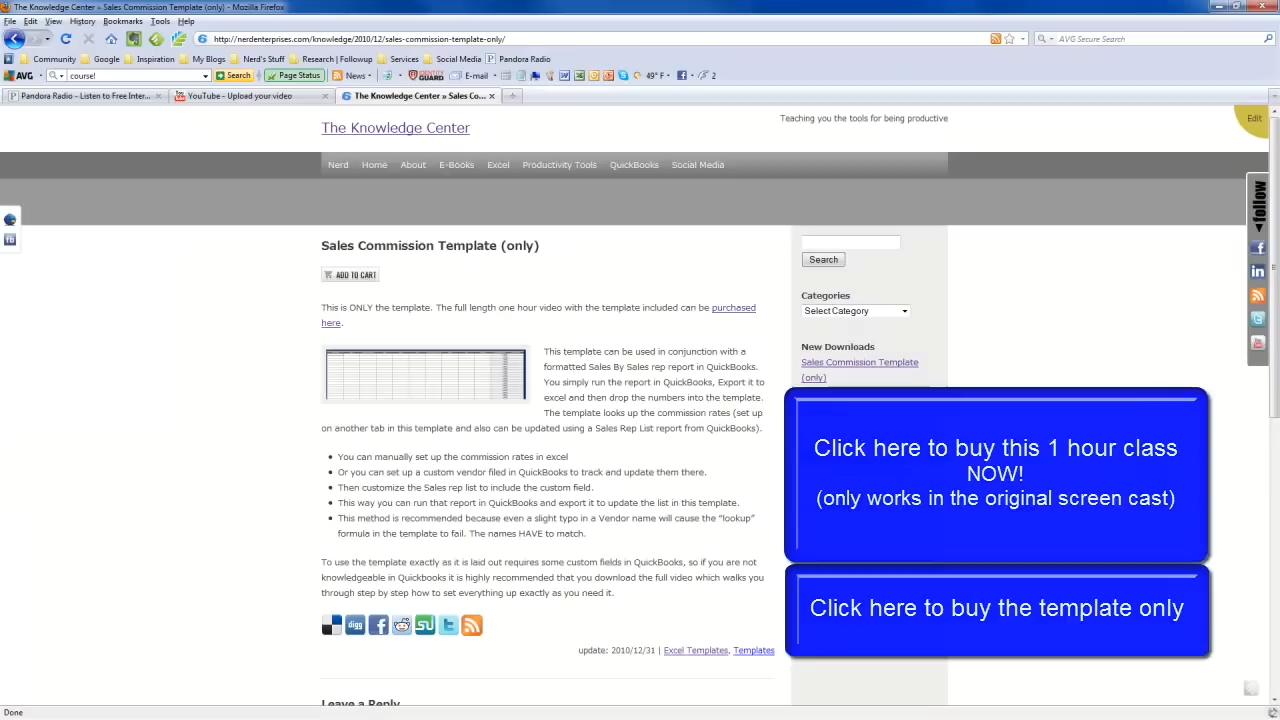 The Knowledge Center » Sales Commission Template (only) - Mozilla Firefox
File Edit View History Bookmarks Tools Help
http://nerdenterprises.com/knowledge/2010/12/sales-commission-template-only/
AVG Secure Search
Community Google Inspiration My Blogs Nerd's Stuff Research | Followup Services Social Media Pandora Radio
AVG course! Search Page Status News E-mail 49°F 2
Pandora Radio - Listen to Free Inter... YouTube - Upload your video The Knowledge Center » Sales Co...
The Knowledge Center
Teaching you the tools for being productive
Edit
Nerd Home About E-Books Excel Productivity Tools QuickBooks Social Media
follow
Sales Commission Template (only)
ADD TO CART
Search
This is ONLY the template. The full length one hour video with the template included can be purchased
here.
Categories
Select Category
New Downloads
Sales Commission Template
(only)
This template can be used in conjunction with a
formatted Sales By Sales rep report in QuickBooks.
You simply run the report in QuickBooks, Export it to
excel and then drop the numbers into the template.
The template looks up the commission rates (set up
on another tab in this template and also can be updated using a Sales Rep List report from QuickBooks).
You can manually set up the commission rates in excel
Or you can set up a custom vendor filed in QuickBooks to track and update them there.
Then customize the Sales rep list to include the custom field.
This way you can run that report in QuickBooks and export it to update the list in this template.
This method is recommended because even a slight typo in a Vendor name will cause the "lookup"
formula in the template to fail. The names HAVE to match.
To use the template exactly as it is laid out requires some custom fields in QuickBooks, so if you are not
knowledgeable in Quickbooks it is highly recommended that you download the full video which walks you
through step by step how to set everything up exactly as you need it.
digg
update: 2010/12/31 | Excel Templates, Templates
Leave a Reply
Click here to buy this 1 hour class
NOW!
(only works in the original screen cast)
Click here to buy the template only
Done